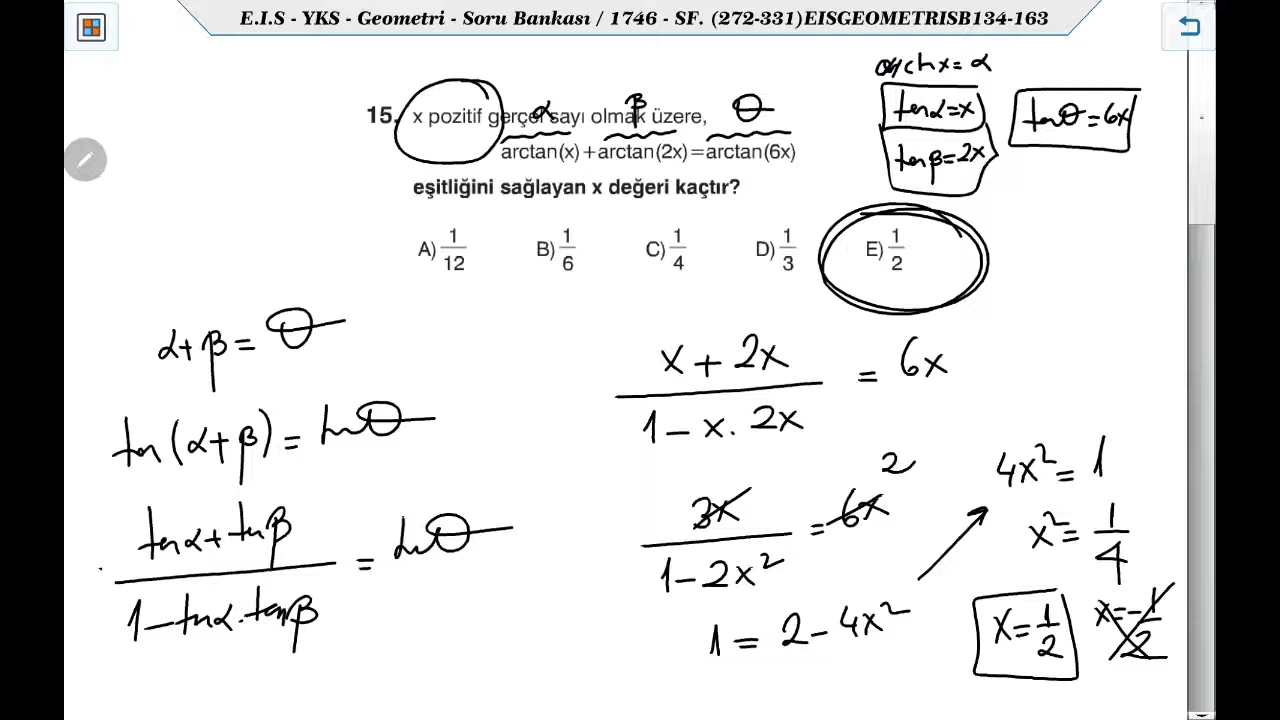 E.I.S - YKS - Geometri - Soru Bankası / 1746 - SF. (272-331)EISGEOMETRISB134-163
15. x pozitif gerçel sayı olmak üzere,
α β θ
arctan(x)+arctan(2x)=arctan(6x)
eşitliğini sağlayan x değeri kaçtır?
A) 1/12 B) 1/6 C) 1/4 D) 1/3 E) 1/2
arctan x = α
tanα = x
tanβ = 2x
tanθ = 6x
α+β = θ
tan(α+β) = tanθ
(tanα + tanβ)/(1 - tanα.tanβ) = tanθ
(x + 2x)/(1 - x.2x) = 6x
3x/(1 - 2x²) = 6x 2
1 = 2 - 4x²
4x² = 1
x² = 1/4
x = 1/2 x = -1/2